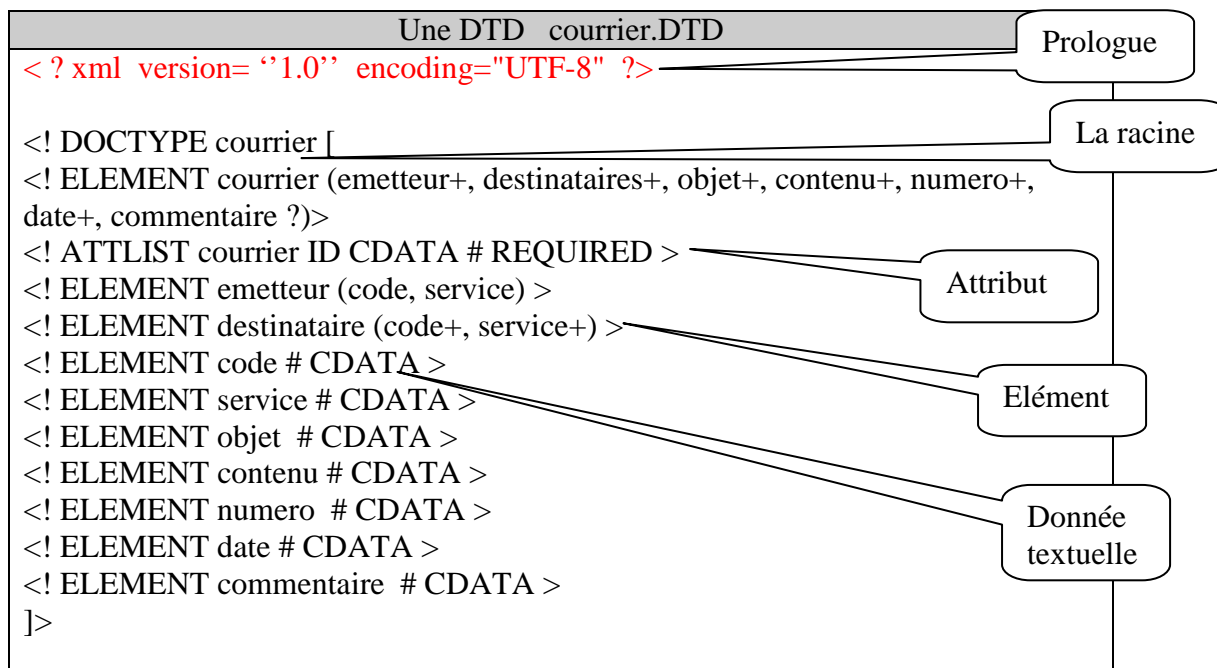 Une DTD courrier.DTD
Prologue
< ? xml version= ‘’1.0’’ encoding="UTF-8" ?>
La racine
<! DOCTYPE courrier [
<! ELEMENT courrier (emetteur+, destinataires+, objet+, contenu+, numero+,
date+, commentaire ?)>
<! ATTLIST courrier ID CDATA # REQUIRED >
Attribut
<! ELEMENT emetteur (code, service) >
<! ELEMENT destinataire (code+, service+) >
<! ELEMENT code # CDATA >
Elément
<! ELEMENT service # CDATA >
<! ELEMENT objet # CDATA >
<! ELEMENT contenu # CDATA >
<! ELEMENT numero # CDATA >
Donnée
textuelle
<! ELEMENT date # CDATA >
<! ELEMENT commentaire # CDATA >
]>